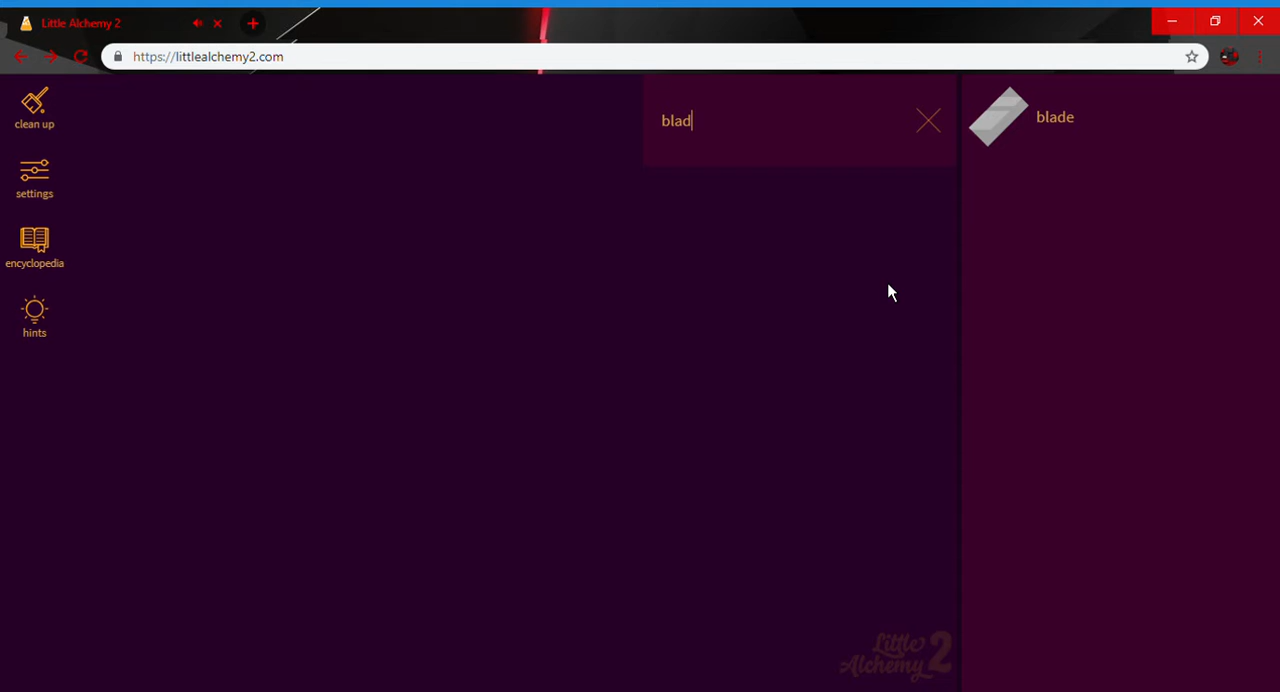 Little Alchemy 2
https://littlealchemy2.com
clean up
settings
encyclopedia
hints
blad
blade
Little
Alchemy 2